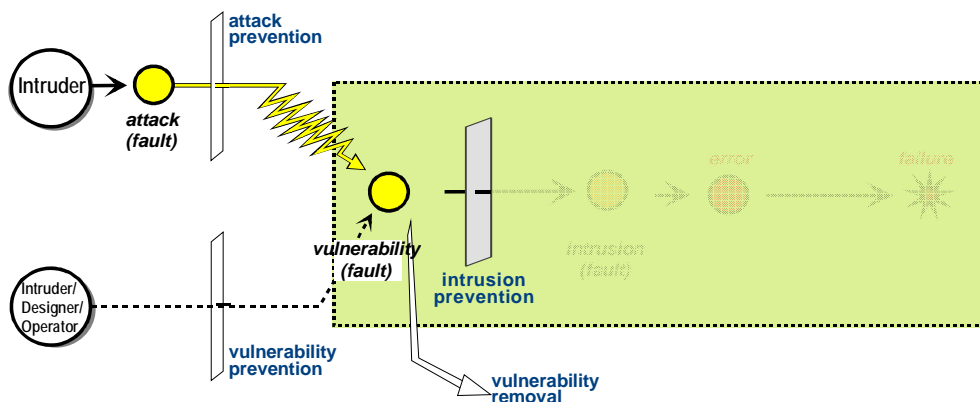 attack
prevention
Intruder
attack
(fault)
error
failure
vulnerability
(fault)
intrusion
(fault)
intrusion
prevention
Intruder/
Designer/
Operator
vulnerability
prevention
vulnerability
removal